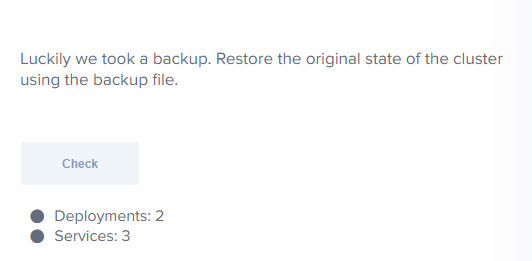 Luckily we took a backup. Restore the original state of the cluster
using the backup file.
Check
Deployments: 2
Services: 3